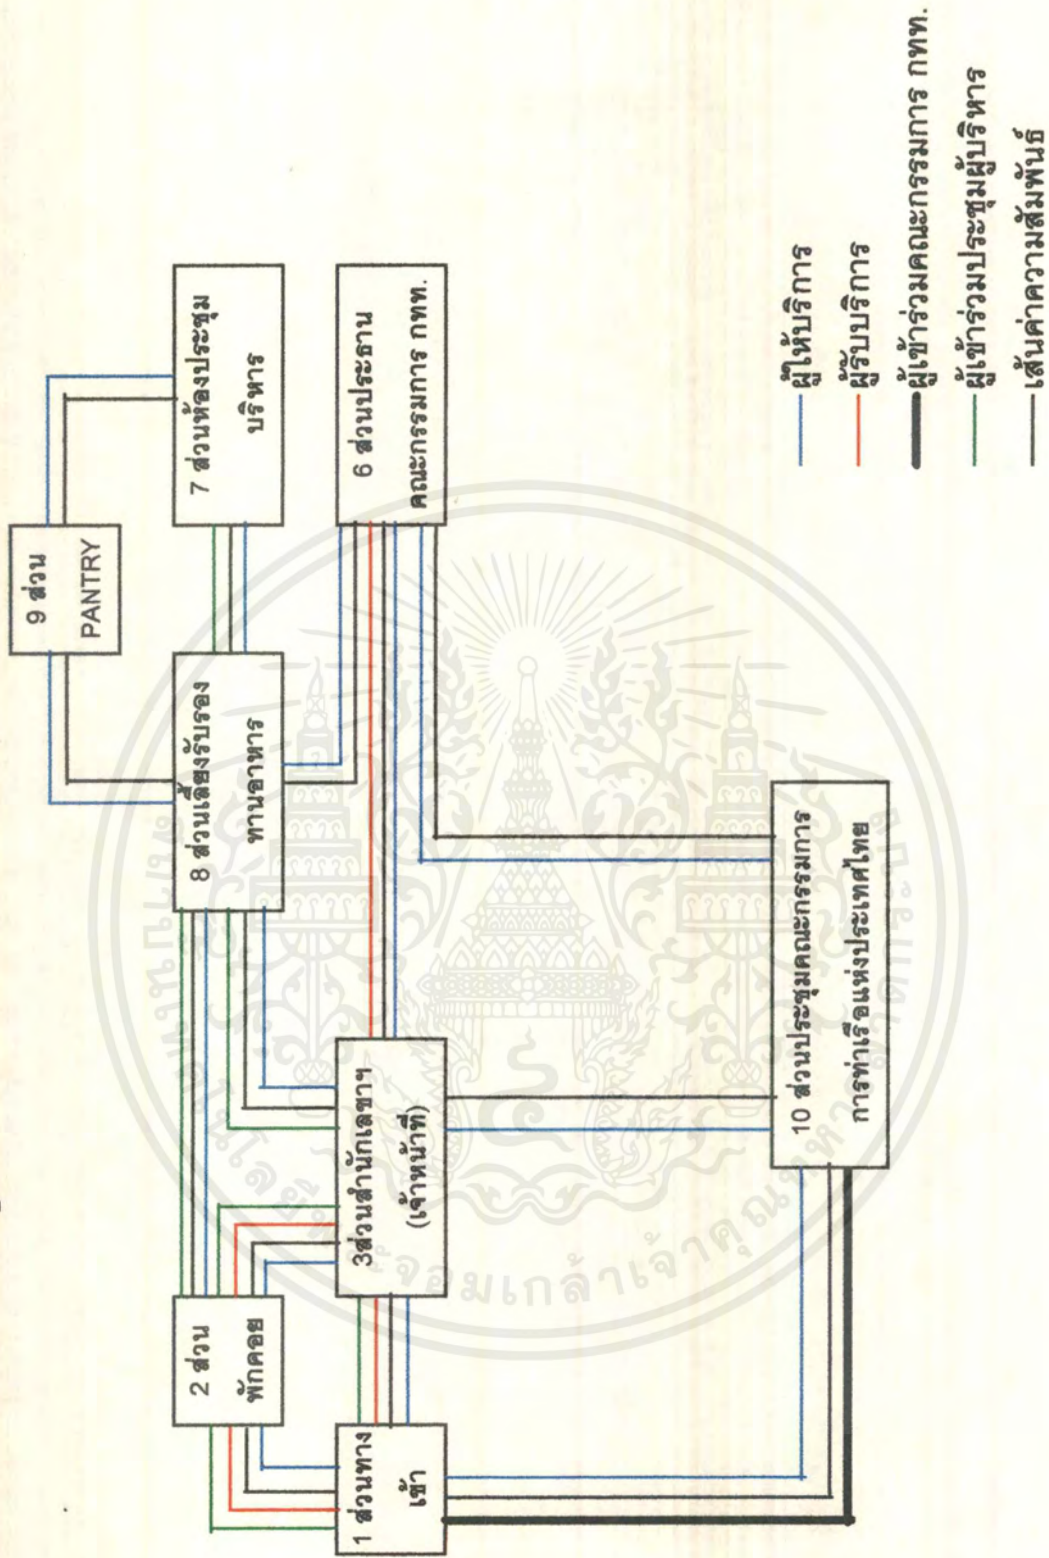 9 ส่วน
PANTRY
7 ส่วนห้องประชุม
บริหาร
8 ส่วนเลี้ยงรับรอง
ทานอาหาร
2 ส่วน
พักคอย
6 ส่วนประธาน
คณะกรรมการ กทท.
3ส่วนสำนักเลขาฯ
(เจ้าหน้าที่)
1 ส่วนทาง
เข้า
10 ส่วนประชุมคณะกรรมการ
การท่าเรือแห่งประเทศไทย
ผู้ให้บริการ
ผู้รับบริการ
ผู้เข้าร่วมคณะกรรมการ กทท.
ผู้เข้าร่วมประชุมผู้บริหาร
เส้นค่าความสัมพันธ์